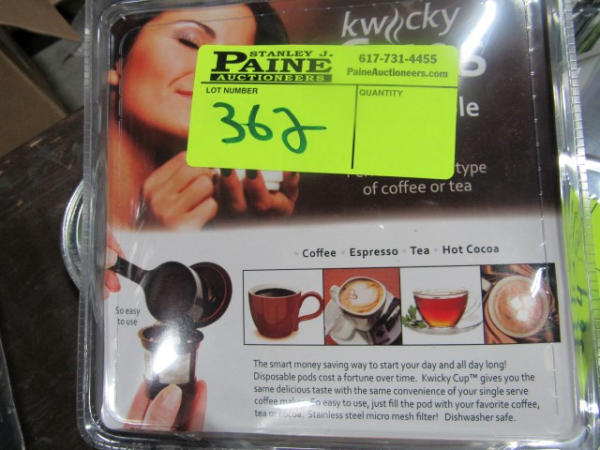 kwicky
STANLEY J.
PAINE
AUCTIONEERS
617-731-4455
PaineAuctioneers.com
LOT NUMBER
QUANTITY
362
S
le
type
of coffee or tea
Coffee • Espresso • Tea • Hot Cocoa
So easy
to use
The smart money saving way to start your day and all day long!
Disposable pods cost a fortune over time. Kwicky Cup™ gives you the
same delicious taste with the same convenience of your single serve
coffee maker. So easy to use, just fill the pod with your favorite coffee,
tea or cocoa. Stainless steel micro mesh filter! Dishwasher safe.